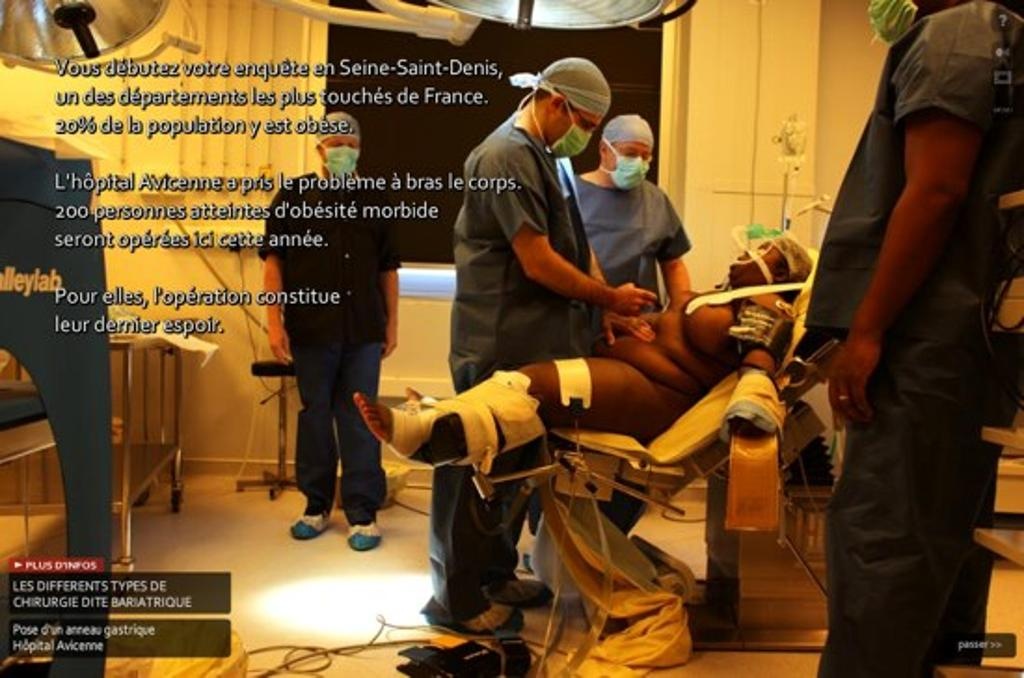 Vous débutez votre enquête en Seine-Saint-Denis,
un des départements les plus touchés de France.
20% de la population y est obèse.
L'hôpital Avicenne a pris le problème à bras le corps.
200 personnes atteintes d'obésité morbide
seront opérées ici cette année.
Pour elles, l'opération constitue
leur dernier espoir.
alleylab
PLUS D'INFOS
LES DIFFERENTS TYPES DE
CHIRURGIE DITE BARIATRIQUE
Pose d'un anneau gastrique
Hôpital Avicenne
?
passer >>